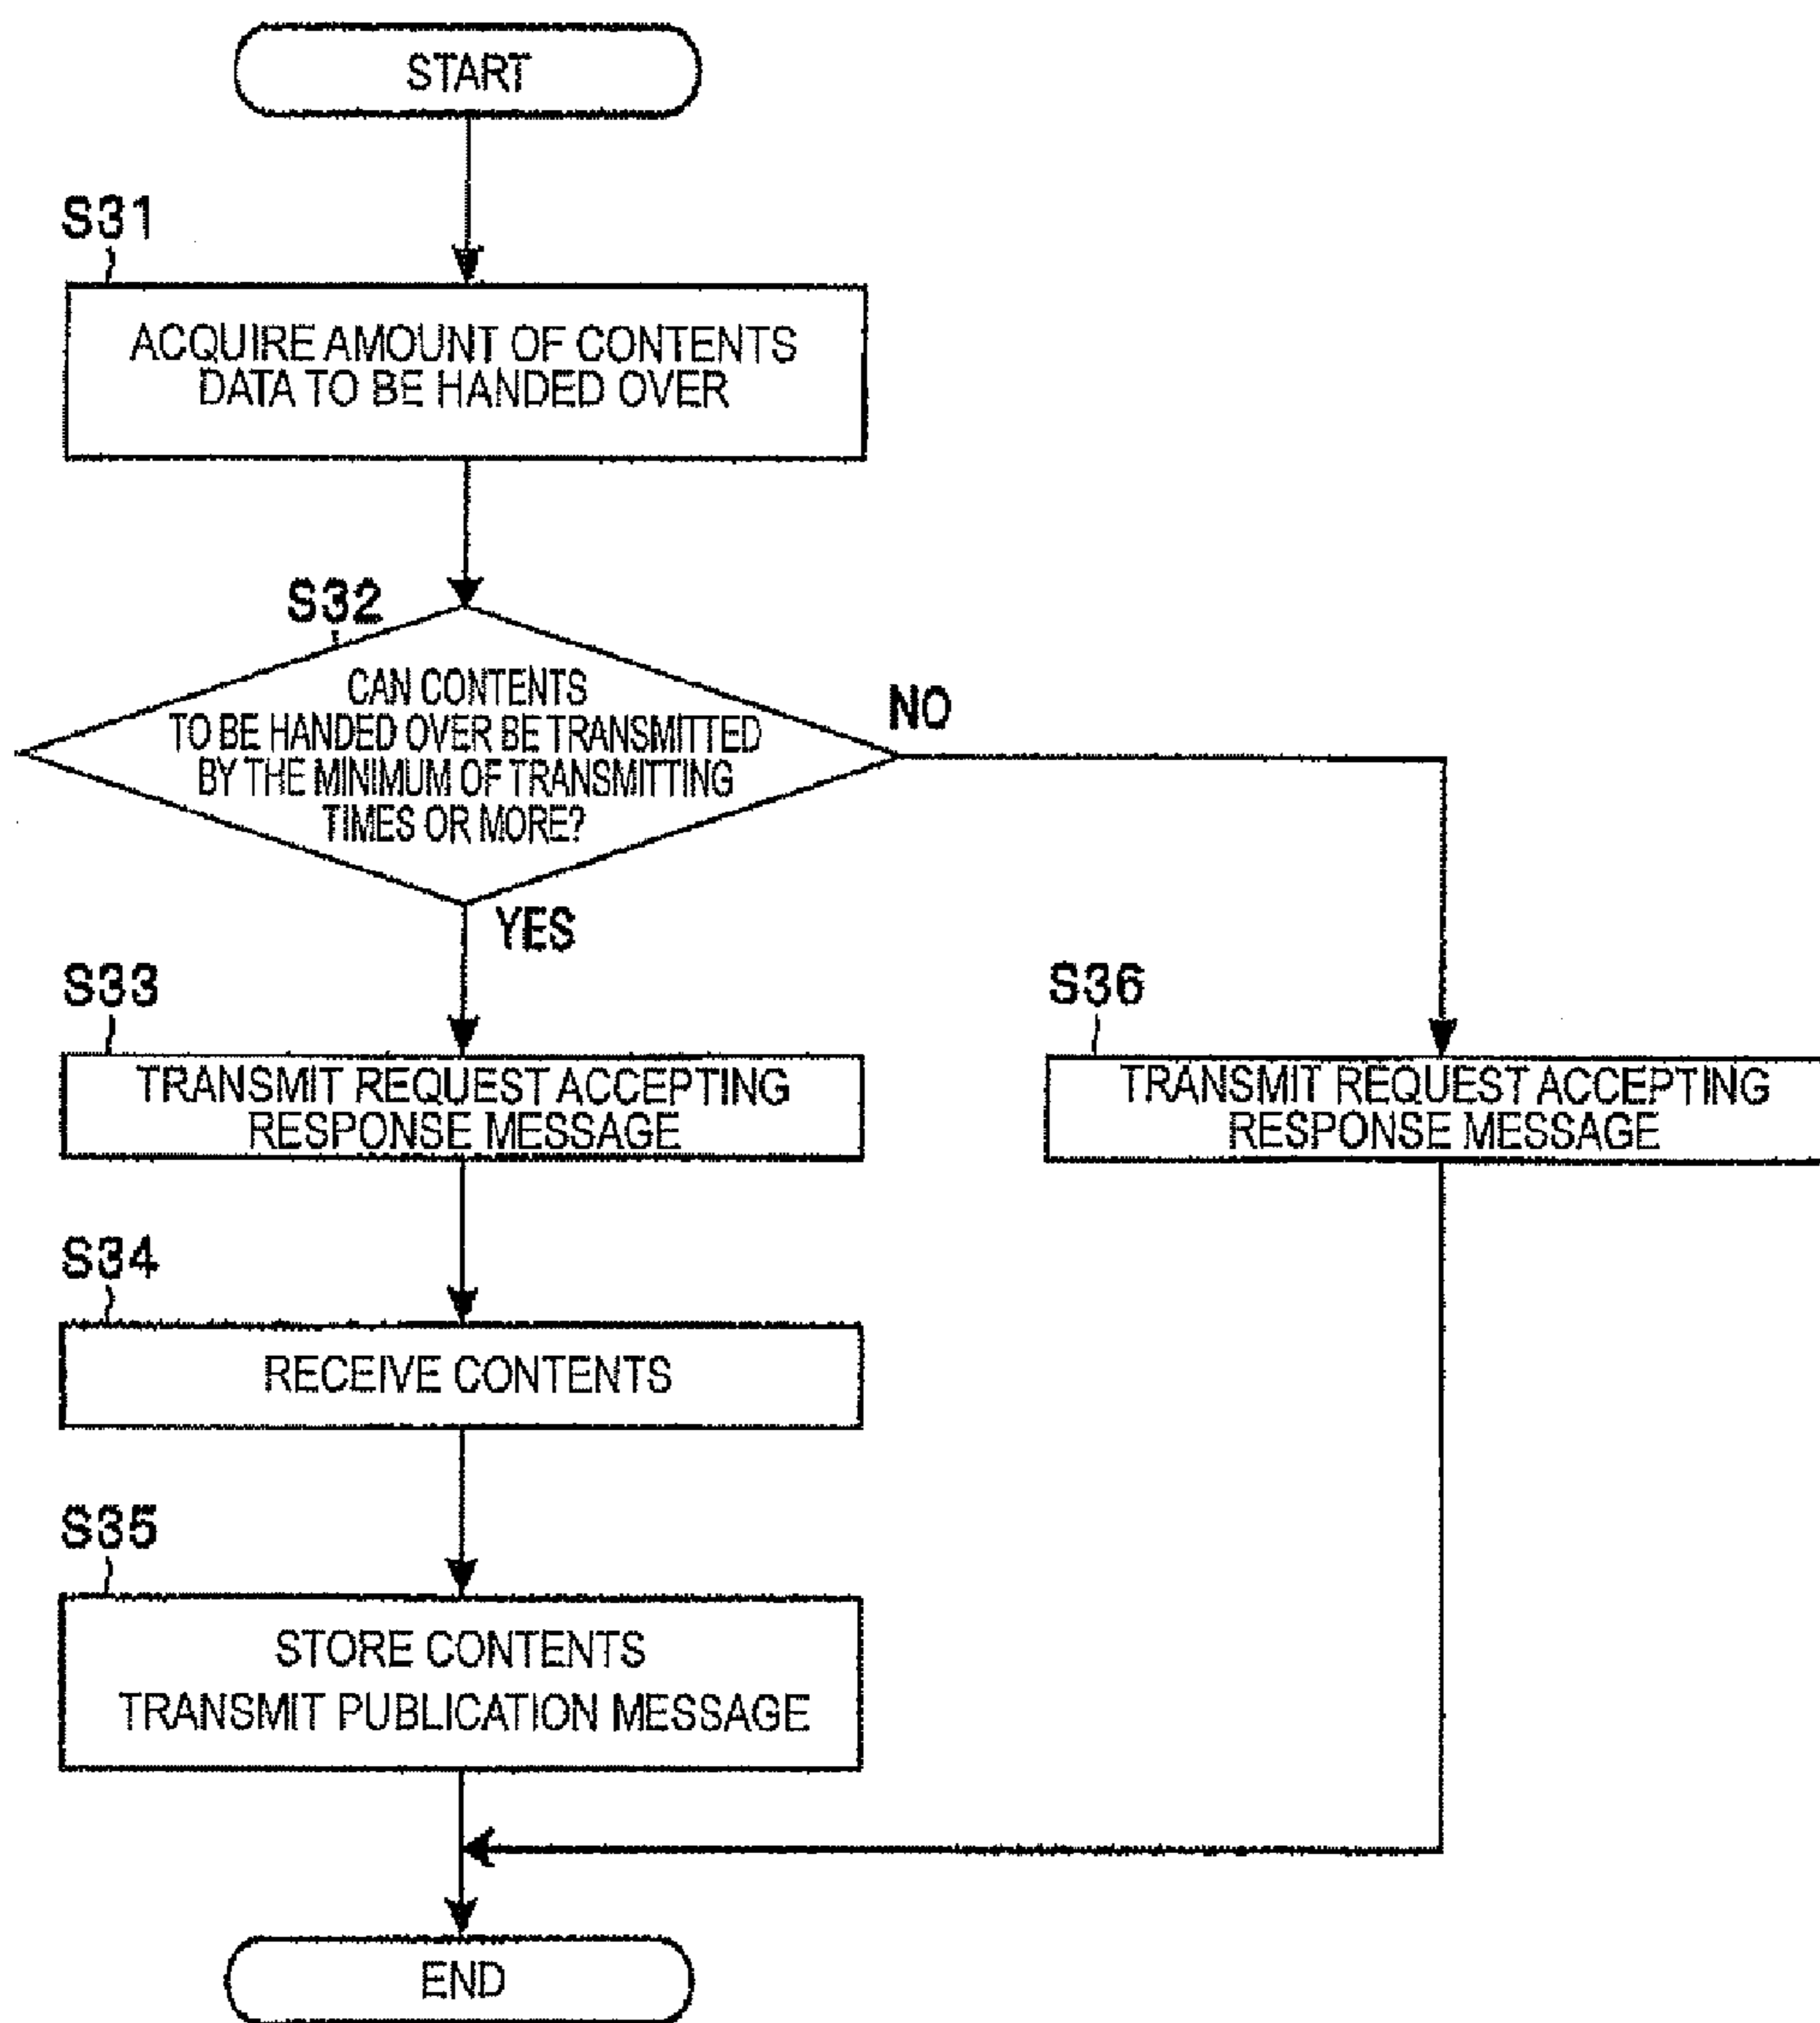 START
S31
ACQUIRE AMOUNT OF CONTENTS
DATA TO BE HANDED OVER
S32
CAN CONTENTS
TO BE HANDED OVER BE TRANSMITTED
BY THE MINIMUM OF TRANSMITTING
TIMES OR MORE?
NO
YES
S33
TRANSMIT REQUEST ACCEPTING
RESPONSE MESSAGE
S36
TRANSMIT REQUEST ACCEPTING
RESPONSE MESSAGE
S34
RECEIVE CONTENTS
S35
STORE CONTENTS
TRANSMIT PUBLICATION MESSAGE
END